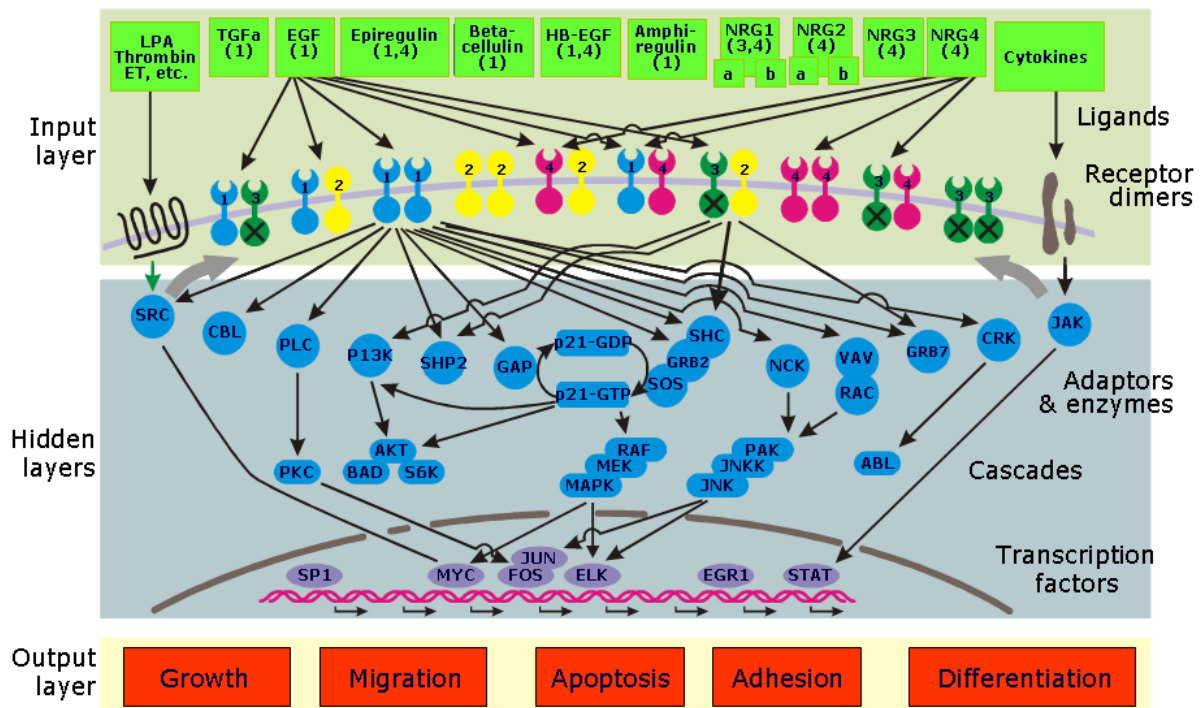 LPA
Thrombin
ET, etc.
TGFa
(1)
EGF
(1)
Epiregulin
(1,4)
Beta-
cellulin
(1)
HB-EGF
(1,4)
Amphi-
regulin
(1)
NRG1
(3,4)
a
b
NRG2
(4)
a
b
NRG3
(4)
NRG4
(4)
Cytokines
Input
layer
Ligands
Receptor
dimers
1
3
1
2
1
1
2
2
4
2
1
4
3
2
4
4
3
4
3
3
SRC
CBL
PLC
P13K
SHP2
GAP
p21-GDP
p21-GTP
SHC
GRB2
SOS
NCK
VAV
RAC
GRB7
CRK
JAK
Adaptors
& enzymes
Hidden
layers
PKC
AKT
BAD
S6K
RAF
MEK
MAPK
PAK
JNKK
JNK
ABL
Cascades
SP1
MYC
JUN
FOS
ELK
EGR1
STAT
Transcription
factors
Output
layer
Growth
Migration
Apoptosis
Adhesion
Differentiation